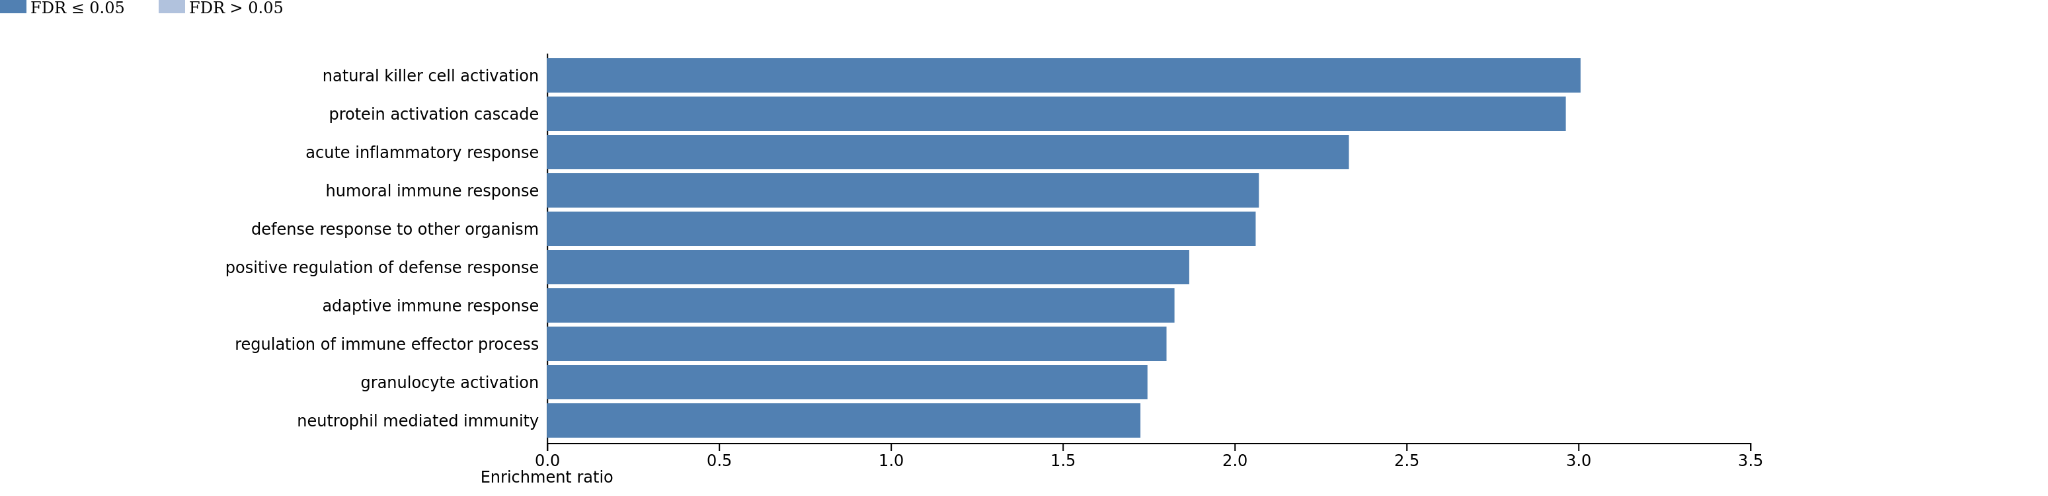 FDR ≤ 0.05 FDR > 0.05
natural killer cell activation
protein activation cascade
acute inflammatory response
humoral immune response
defense response to other organism
positive regulation of defense response
adaptive immune response
regulation of immune effector process
granulocyte activation
neutrophil mediated immunity
0.0 0.5 1.0 1.5 2.0 2.5 3.0 3.5
Enrichment ratio